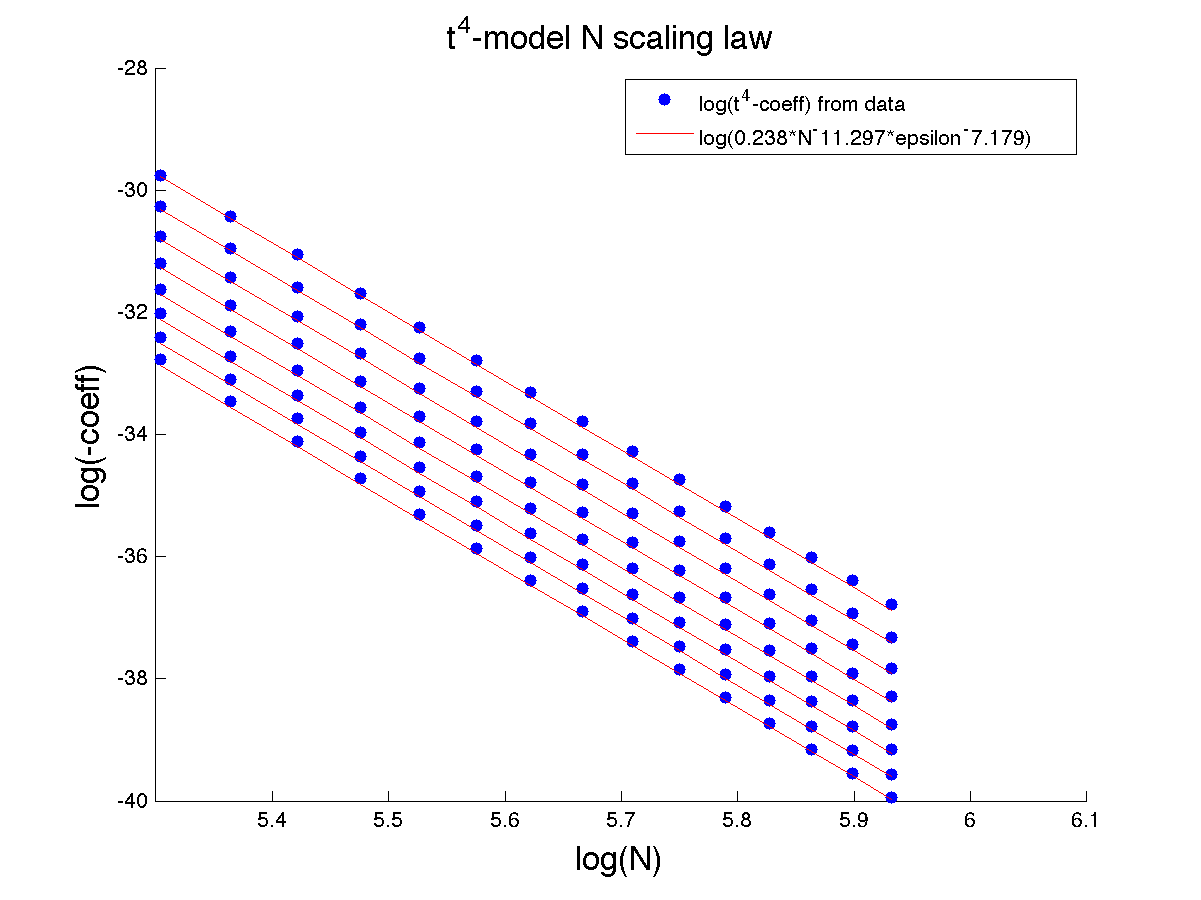 t^4-model N scaling law
log(t^4-coeff) from data
log(0.238*N^-11.297*epsilon^-7.179)
log(-coeff)
-28
-30
-32
-34
-36
-38
-40
5.4 5.5 5.6 5.7 5.8 5.9 6 6.1
log(N)